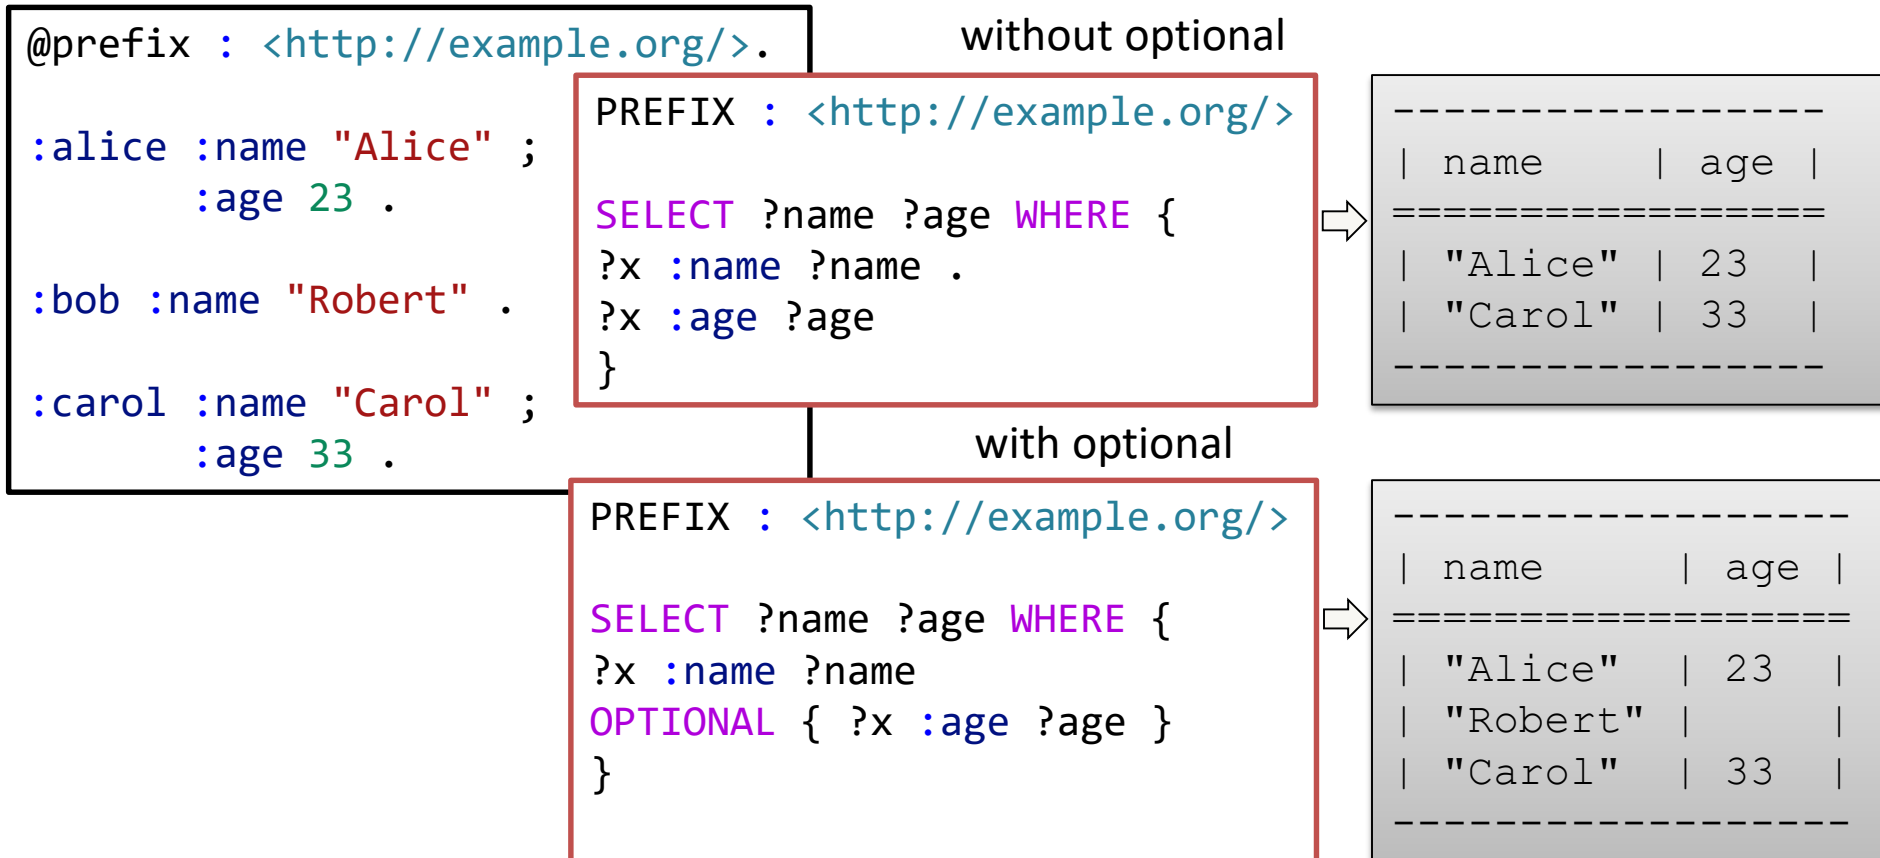 @prefix : <http://example.org/>.
:alice :name "Alice" ;
:age 23 .
:bob :name "Robert" .
:carol :name "Carol" ;
:age 33 .
without optional
PREFIX : <http://example.org/>
SELECT ?name ?age WHERE {
?x :name ?name .
?x :age ?age
}
-----------------
| name    | age |
=================
| "Alice" | 23  |
| "Carol" | 33  |
-----------------
with optional
PREFIX : <http://example.org/>
SELECT ?name ?age WHERE {
?x :name ?name
OPTIONAL { ?x :age ?age }
}
------------------
| name     | age |
==================
| "Alice"  | 23  |
| "Robert" |     |
| "Carol"  | 33  |
------------------